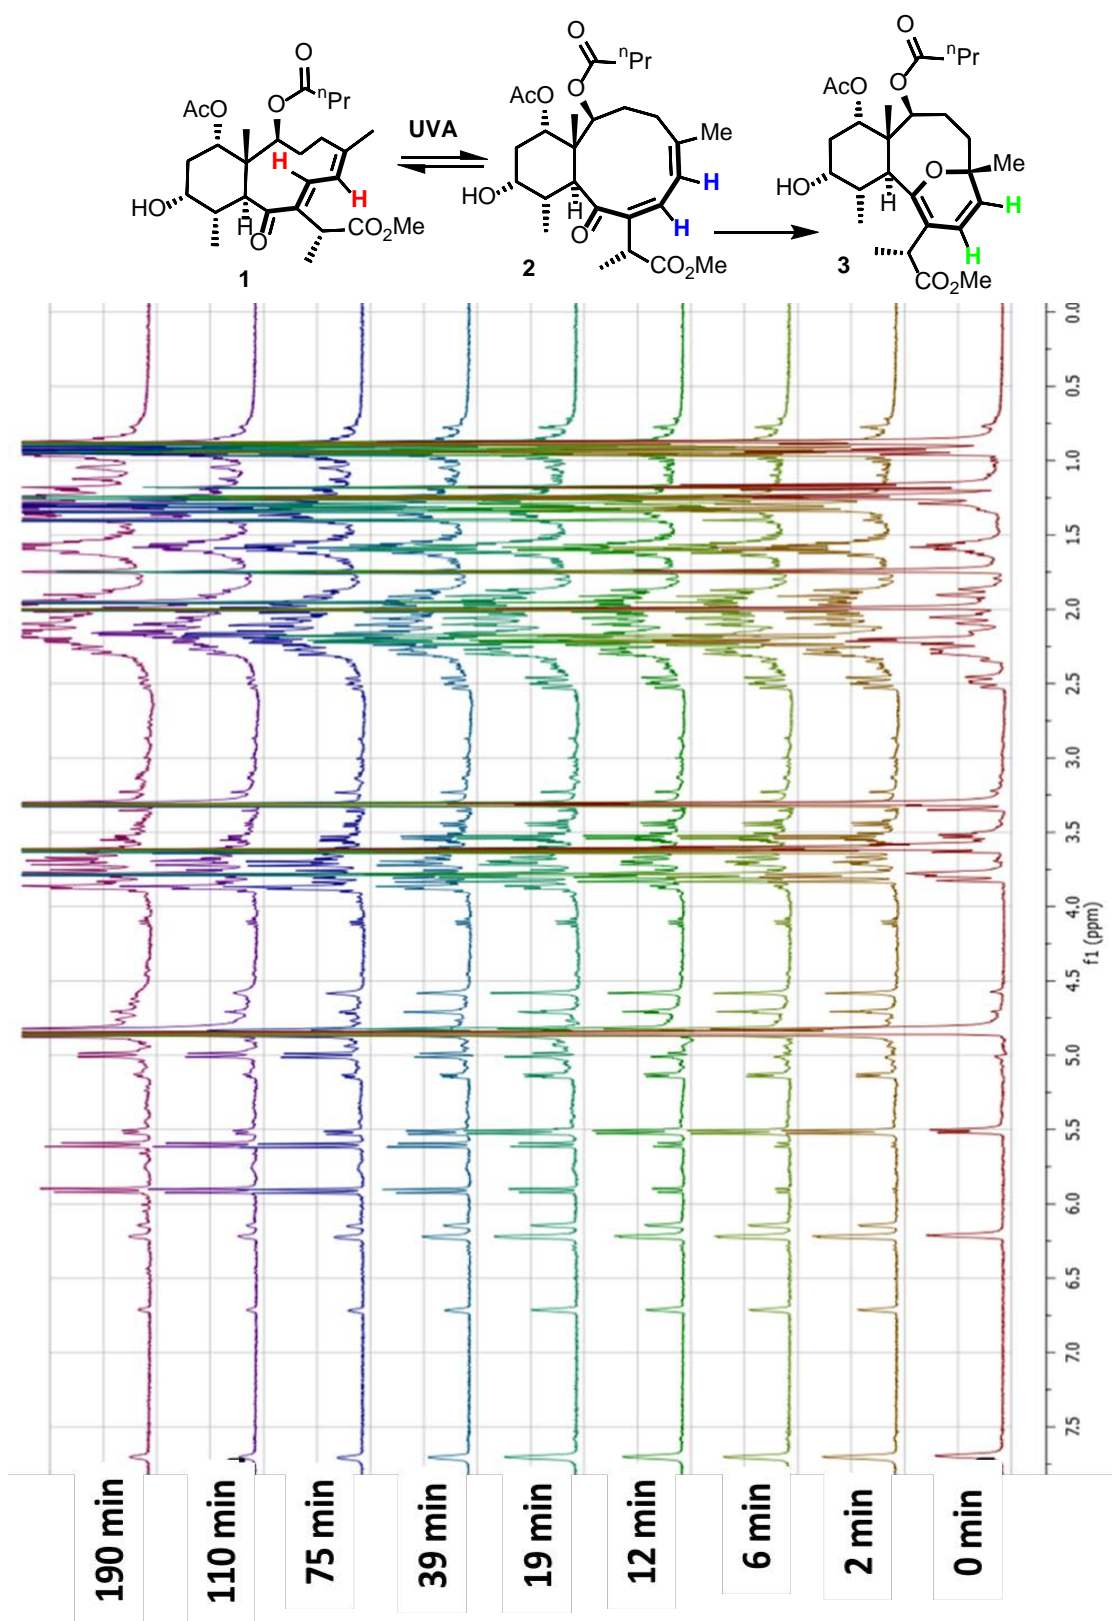 O
O
nPr
AcO
H
H
HO
H
O
CO2Me
1
UVA
O
O
nPr
AcO
Me
H
H
HO
H
O
CO2Me
2
O
O
nPr
AcO
O
Me
H
H
HO
H
CO2Me
3
0.0
0.5
1.0
1.5
2.0
2.5
3.0
3.5
4.0
4.5
5.0
5.5
6.0
6.5
7.0
7.5
f1 (ppm)
190 min
110 min
75 min
39 min
19 min
12 min
6 min
2 min
0 min